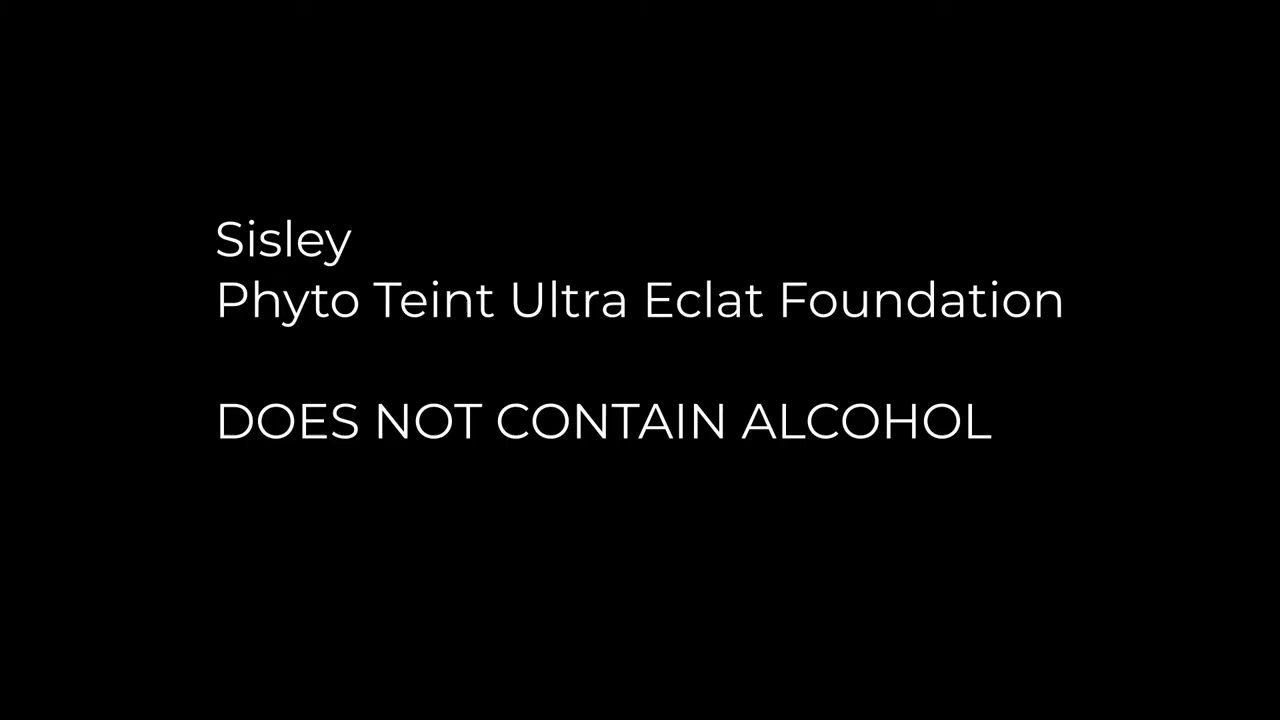 Sisley
Phyto Teint Ultra Eclat Foundation
DOES NOT CONTAIN ALCOHOL